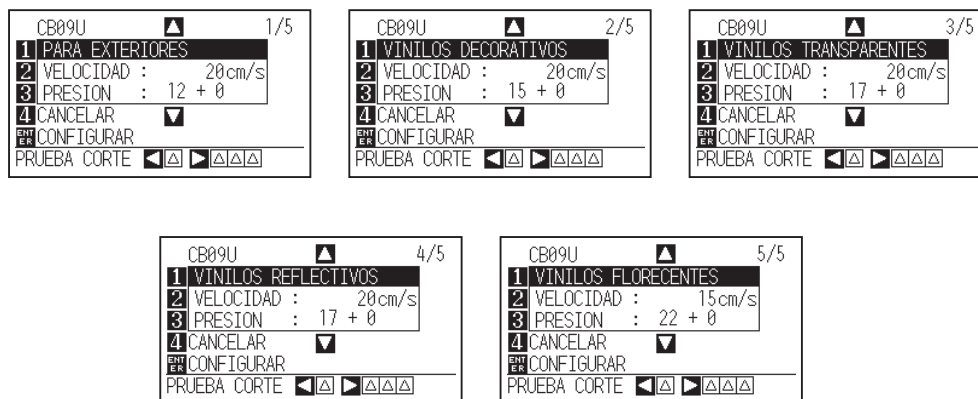 CB09U 1/5
1 PARA EXTERIORES
2 VELOCIDAD : 20cm/s
3 PRESION : 12 + 0
4 CANCELAR
ENTER CONFIGURAR
PRUEBA CORTE
CB09U 2/5
1 VINILOS DECORATIVOS
2 VELOCIDAD : 20cm/s
3 PRESION : 15 + 0
4 CANCELAR
ENTER CONFIGURAR
PRUEBA CORTE
CB09U 3/5
1 VINILOS TRANSPARENTES
2 VELOCIDAD : 20cm/s
3 PRESION : 17 + 0
4 CANCELAR
ENTER CONFIGURAR
PRUEBA CORTE
CB09U 4/5
1 VINILOS REFLECTIVOS
2 VELOCIDAD : 20cm/s
3 PRESION : 17 + 0
4 CANCELAR
ENTER CONFIGURAR
PRUEBA CORTE
CB09U 5/5
1 VINILOS FLORECENTES
2 VELOCIDAD : 15cm/s
3 PRESION : 22 + 0
4 CANCELAR
ENTER CONFIGURAR
PRUEBA CORTE